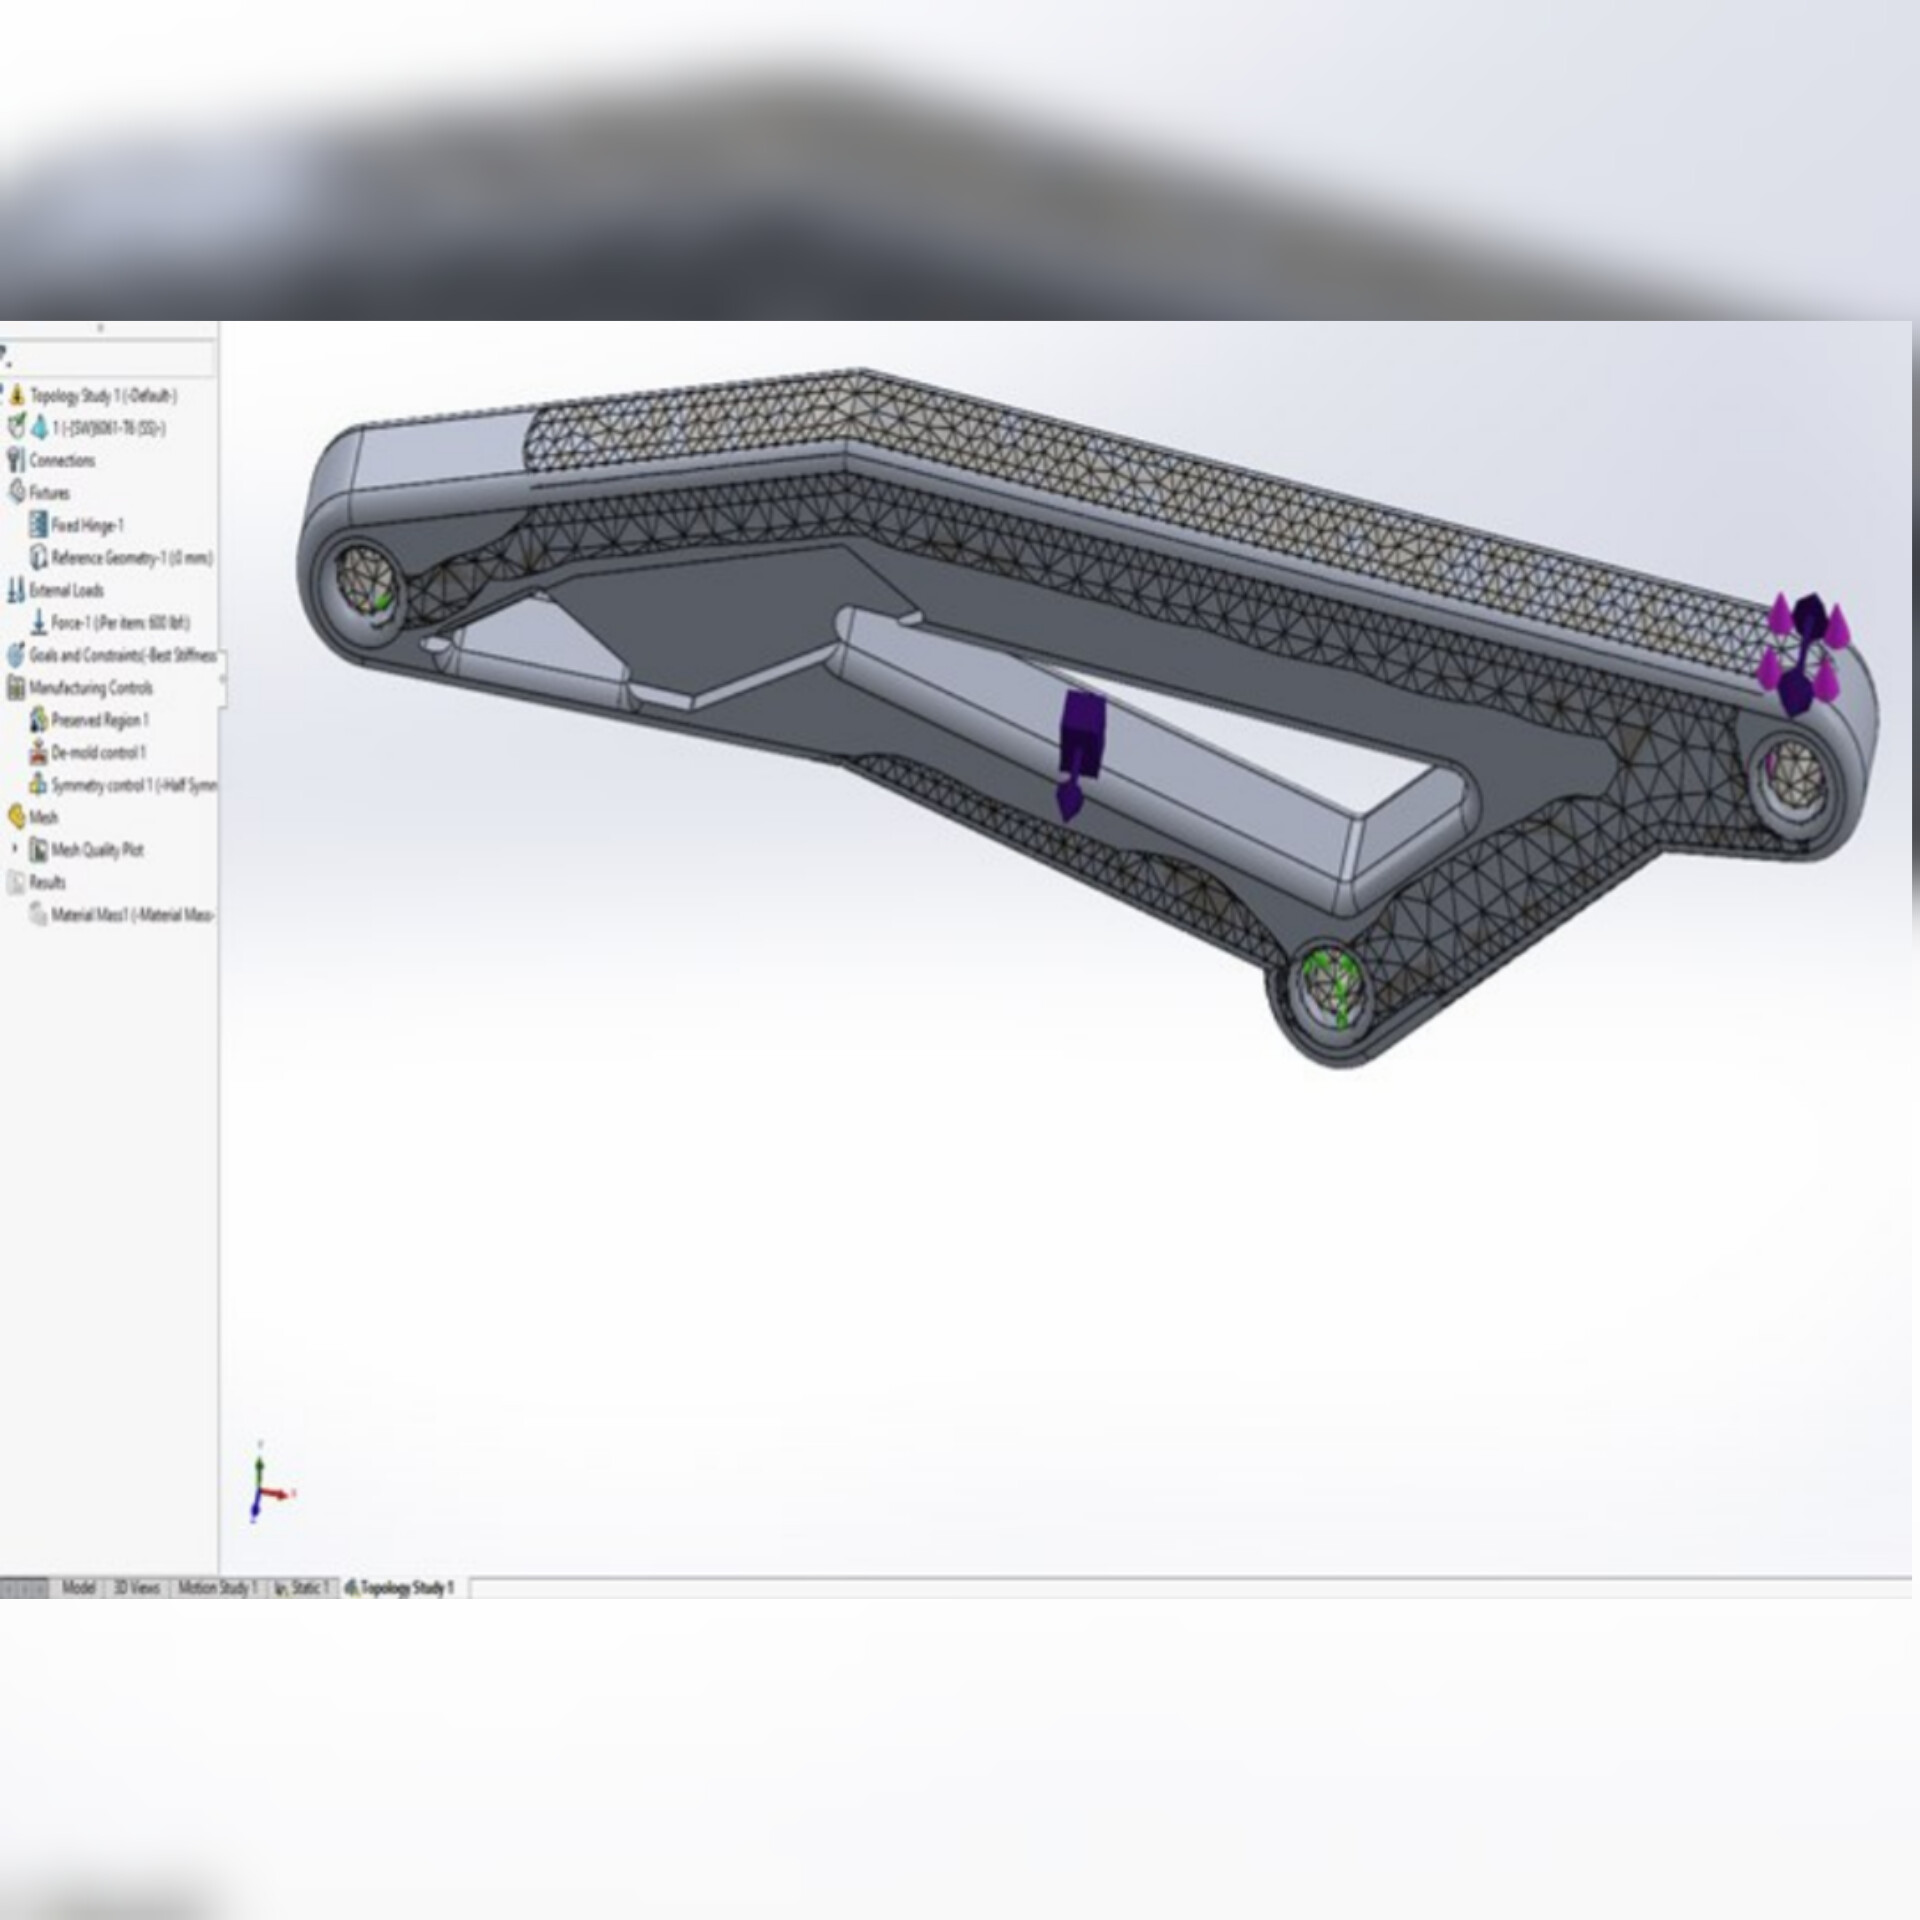 Topology Study 1 (-Default-)
1 (-[SW]6061-T6 (SS)-)
Connections
Fixtures
Fixed Hinge-1
Reference Geometry-1 (:0 mm:)
External Loads
Force-1 (:Per item: 600 lbf:)
Goals and Constraints(-Best Stiffness
Manufacturing Controls
Preserved Region 1
De-mold control 1
Symmetry control 1 (-Half Symm
Mesh
Mesh Quality Plot
Results
Material Mass1 (-Material Mass-
Model 3D Views Motion Study 1 Static 1 Topology Study 1